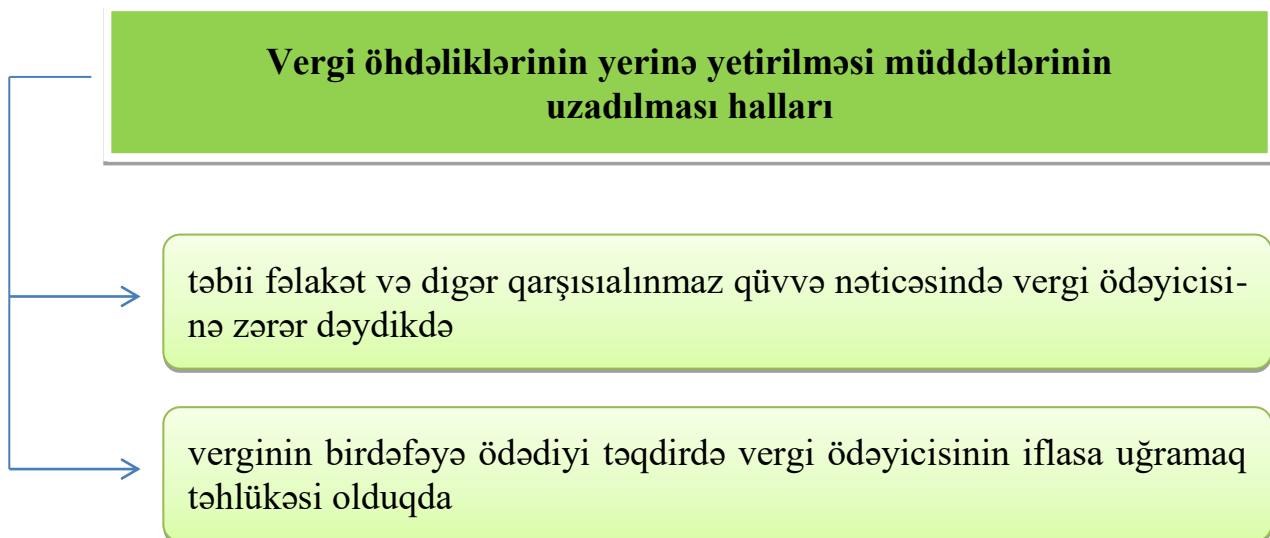 Vergi öhdəliklərinin yerinə yetirilməsi müddətlərinin
uzadılması halları
təbii fəlakət və digər qarşısıalınmaz qüvvə nəticəsində vergi ödəyicisi-
nə zərər dəydikdə
verginin birdəfəyə ödədiyi təqdirdə vergi ödəyicisinin iflasa uğramaq
təhlükəsi olduqda